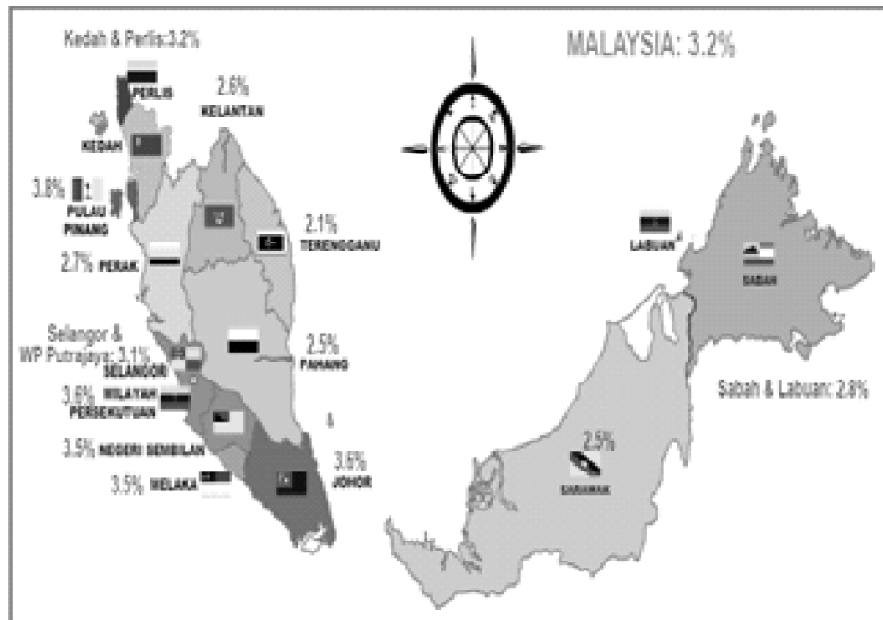 Kedah & Perlis:3.2%
MALAYSIA: 3.2%
PERLIS
2.6%
KELANTAN
KEDAH
3.8%
PULAU
PINANG
2.1%
TERENGGANU
LABUAN
SABAH
2.7% PERAK
Selangor &
WP Putrajaya: 3.1%
SELANGOR
2.5%
PAHANG
3.6% WILAYAH
PERSEKUTUAN
Sabah & Labuan: 2.8%
&
3.5% NEGERI SEMBILAN
3.6%
JOHOR
2.5%
SARAWAK
3.5% MELAKA